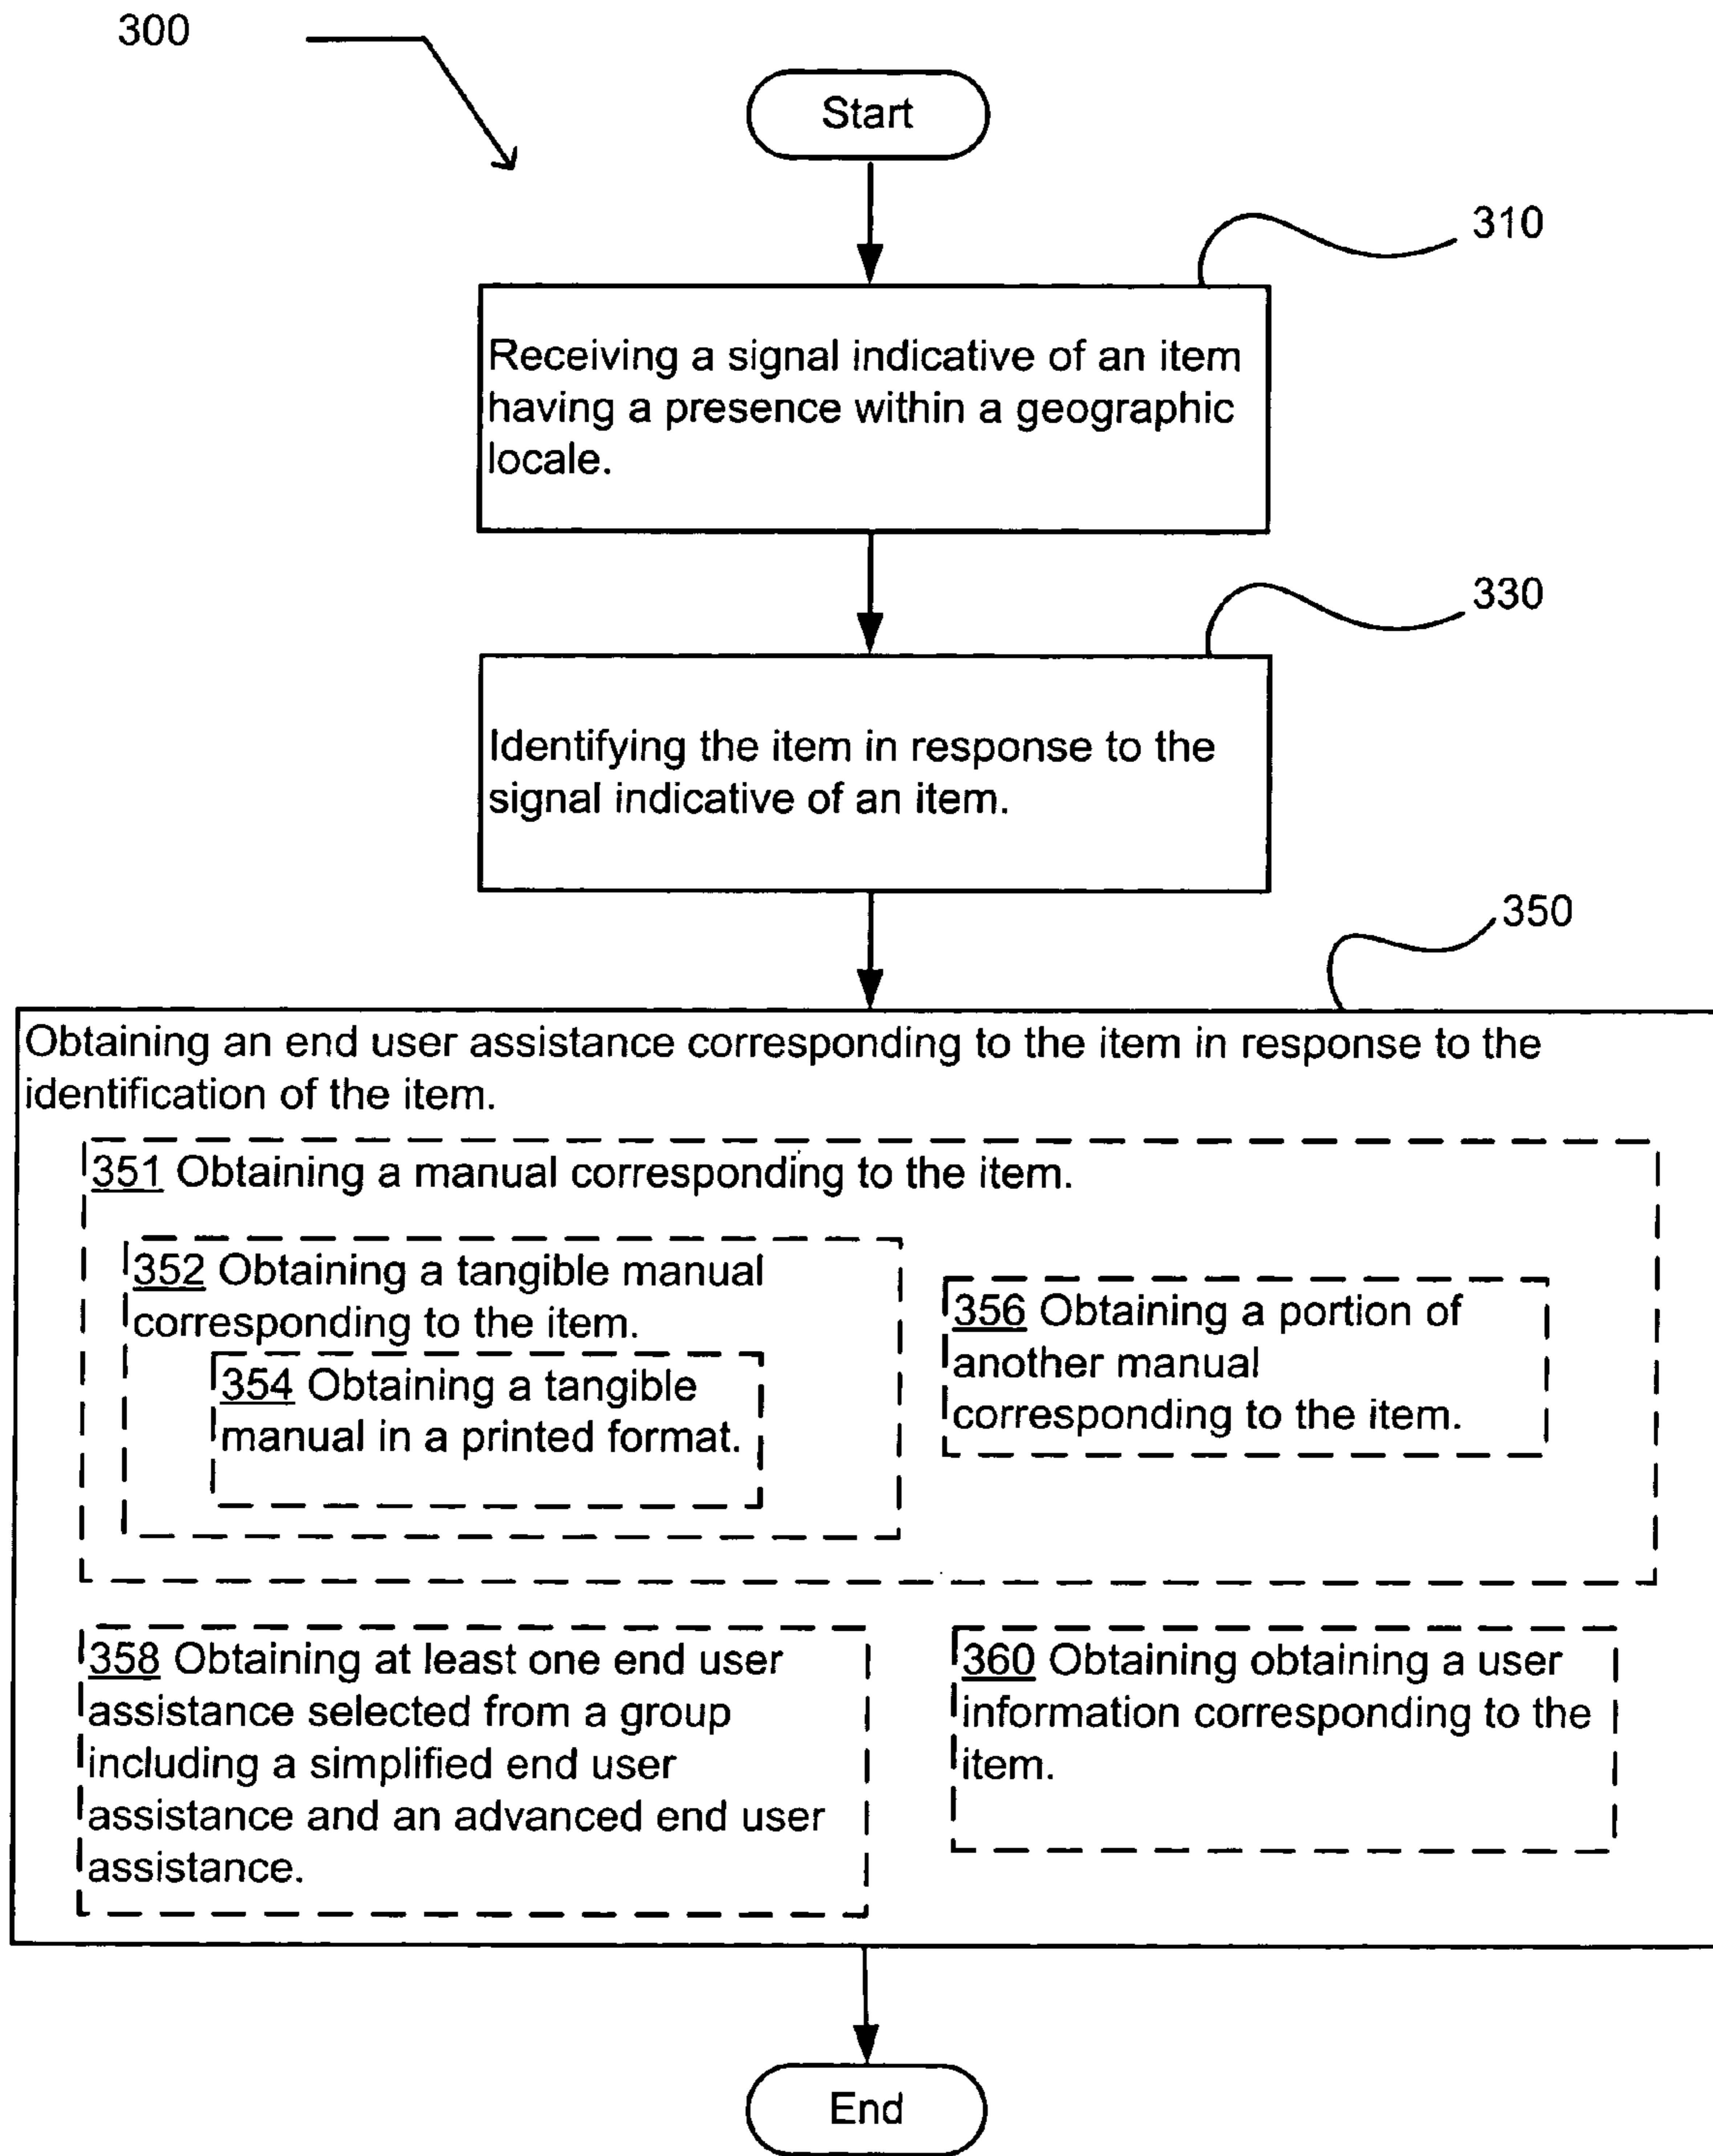 300
Start
310
Receiving a signal indicative of an item
having a presence within a geographic
locale.
330
Identifying the item in response to the
signal indicative of an item.
350
Obtaining an end user assistance corresponding to the item in response to the
identification of the item.
351 Obtaining a manual corresponding to the item.
352 Obtaining a tangible manual
corresponding to the item.
354 Obtaining a tangible
manual in a printed format.
356 Obtaining a portion of
another manual
corresponding to the item.
358 Obtaining at least one end user
assistance selected from a group
including a simplified end user
assistance and an advanced end user
assistance.
360 Obtaining obtaining a user
information corresponding to the
item.
End